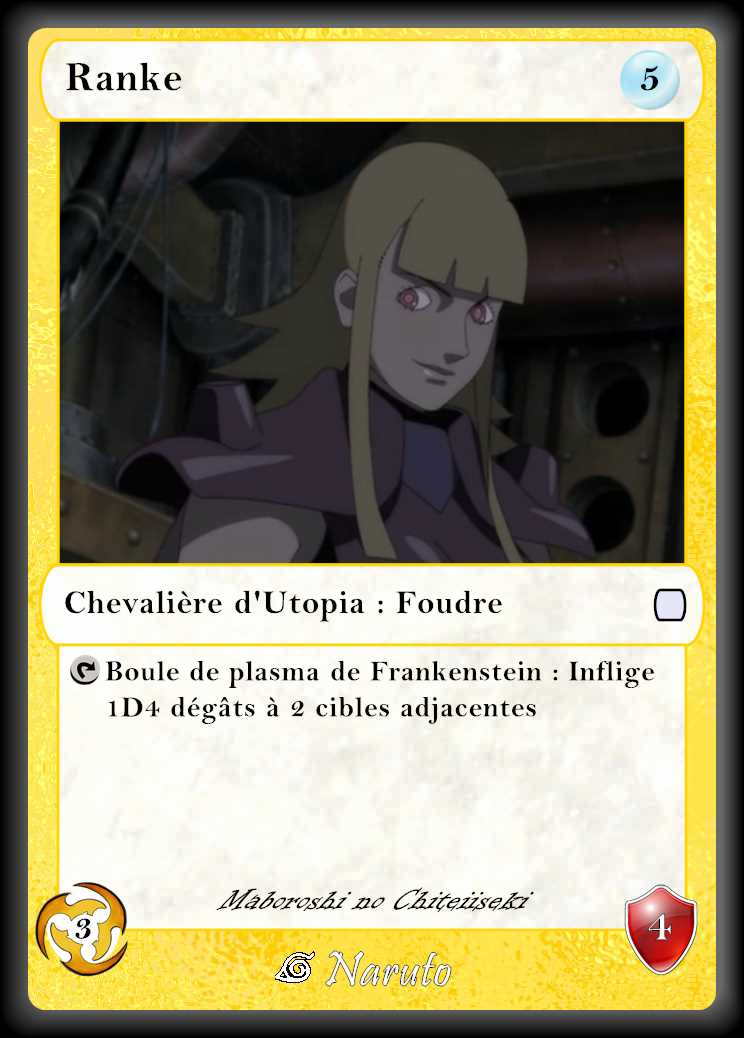 Ranke
5
Chevalière d'Utopia : Foudre
Boule de plasma de Frankenstein : Inflige
1D4 dégâts à 2 cibles adjacentes
Maboroshi no Chiteiiseki
3
4
Naruto